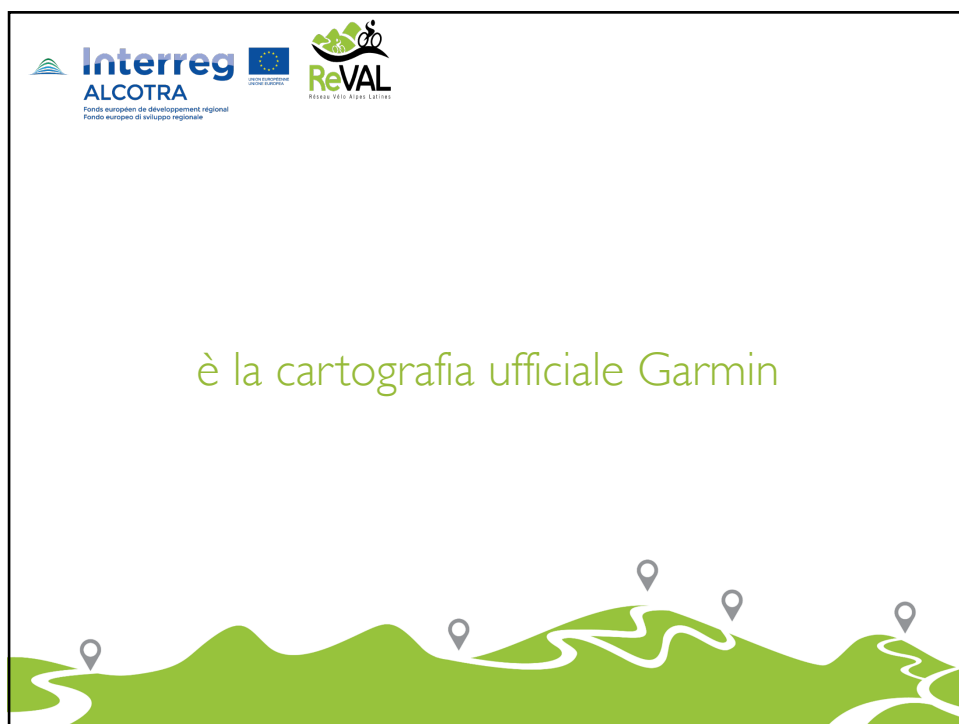 Interreg
ALCOTRA
Fonds européen de développement régional
Fondo europeo di sviluppo regionale
UNION EUROPÉENNE
UNIONE EUROPEA
ReVAL
Réseau Vélo Alpes Latines
è la cartografia ufficiale Garmin